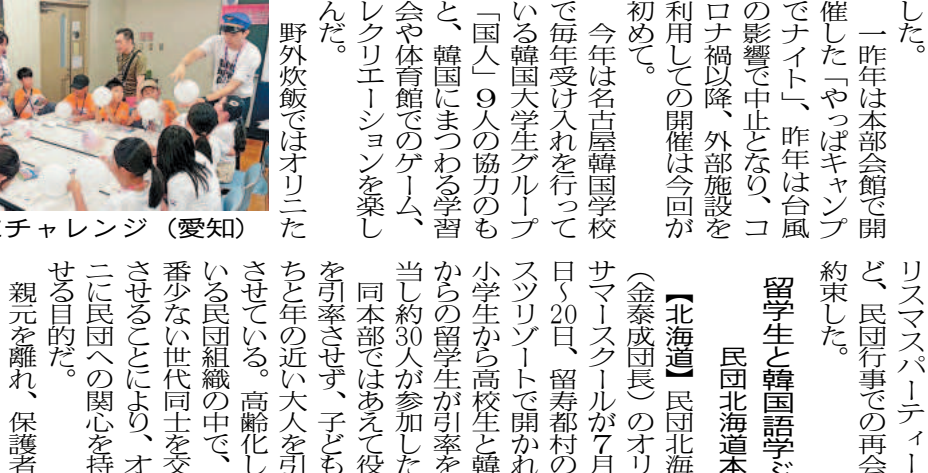 した。
一昨年は本部会館で開
催した「やっぱキャンプ
でナイト」、昨年は台風
の影響で中止となり、コ
ロナ禍以降、外部施設を
利用しての開催は今回が
初めて。
今年は名古屋韓国学校
で毎年受け入れを行って
いる韓国大学生グループ
「国人」９人の協力のも
と、韓国にまつわる学習
会や体育館でのゲーム、
レクリエーションを楽し
んだ。
野外炊飯ではオリニた
チャレンジ（愛知）
リスマスパーティー
ど、民団行事での再会
約束した。
留学生と韓国語学ぶ
民団北海道本
【北海道】民団北海
（金泰成団長）のオリ
サマースクールが７月
日〜20日、留寿都村の
スツリゾートで開かれ
小学生から高校生と韓
からの留学生が引率を
当し約30人が参加した
同本部ではあえて役
を引率させず、子ども
ちと年の近い大人を引
させている。高齢化し
いる民団組織の中で、
番少ない世代同士を交
させることにより、オ
ニに民団への関心を持
せる目的だ。
親元を離れ、保護者